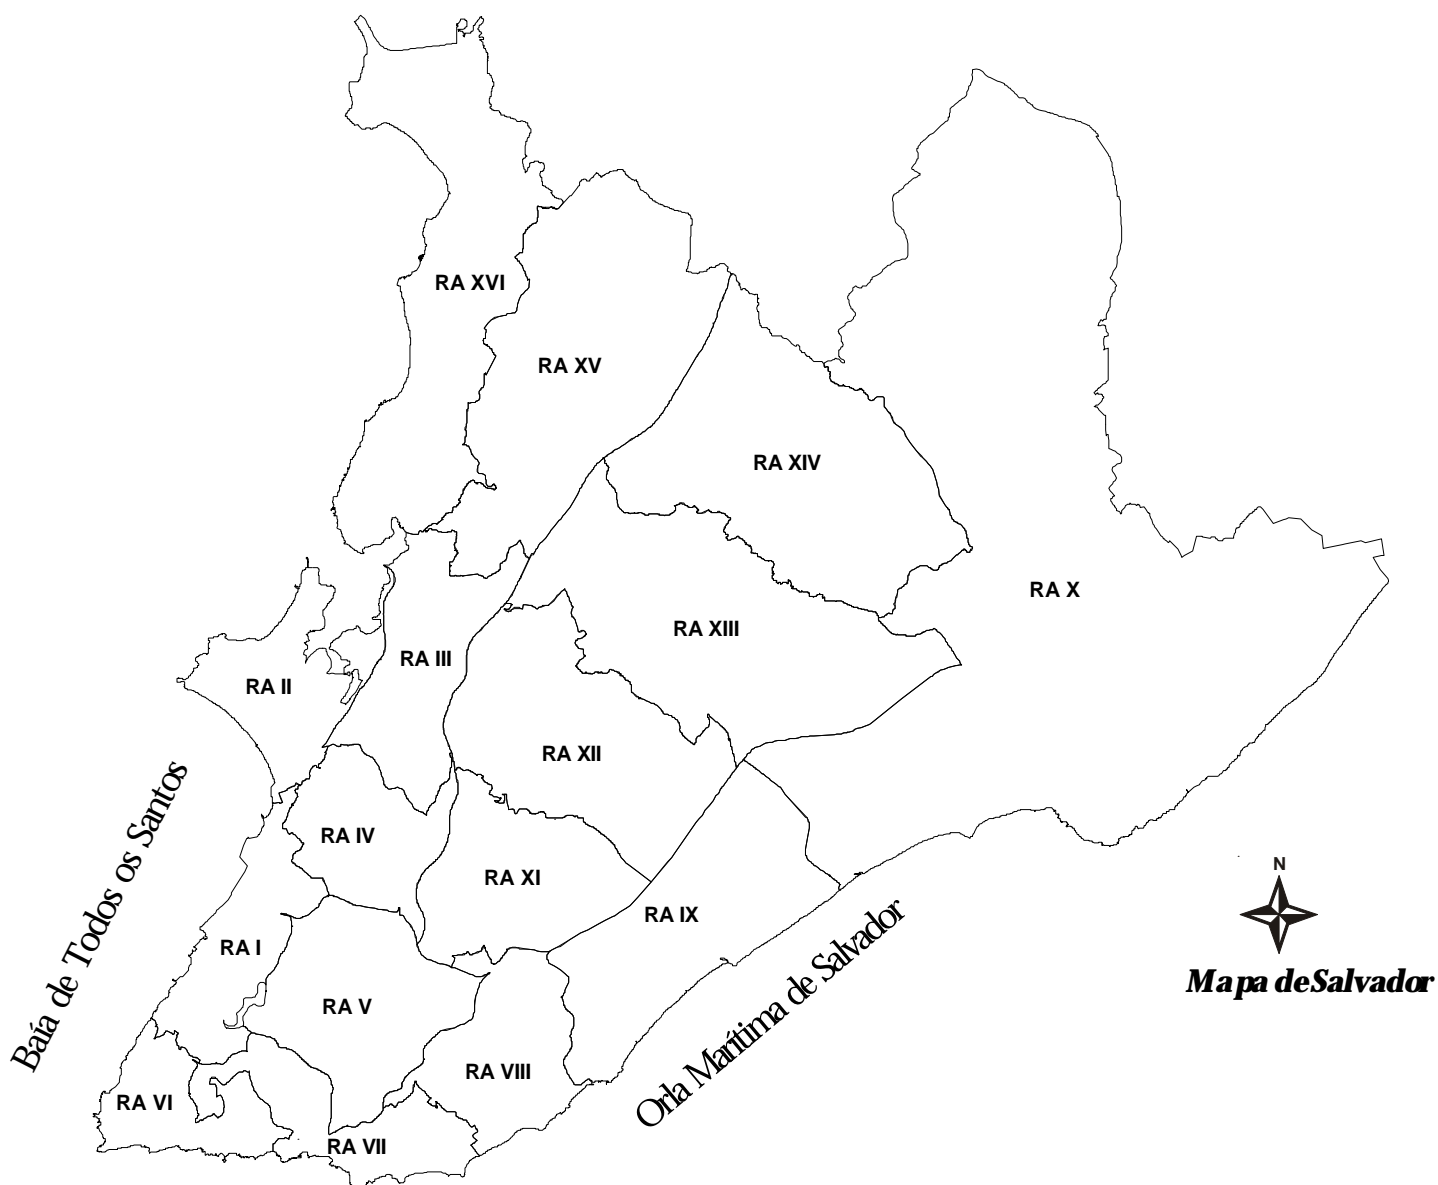 RA XVI
RA XV
RA XIV
RA X
RA XIII
RA III
RA II
RA XII
RA IV
RA XI
RA IX
RA I
RA V
RA VIII
RA VI
RA VII
Baía de Todos os Santos
Orla Marítima de Salvador
N
Mapa de Salvador